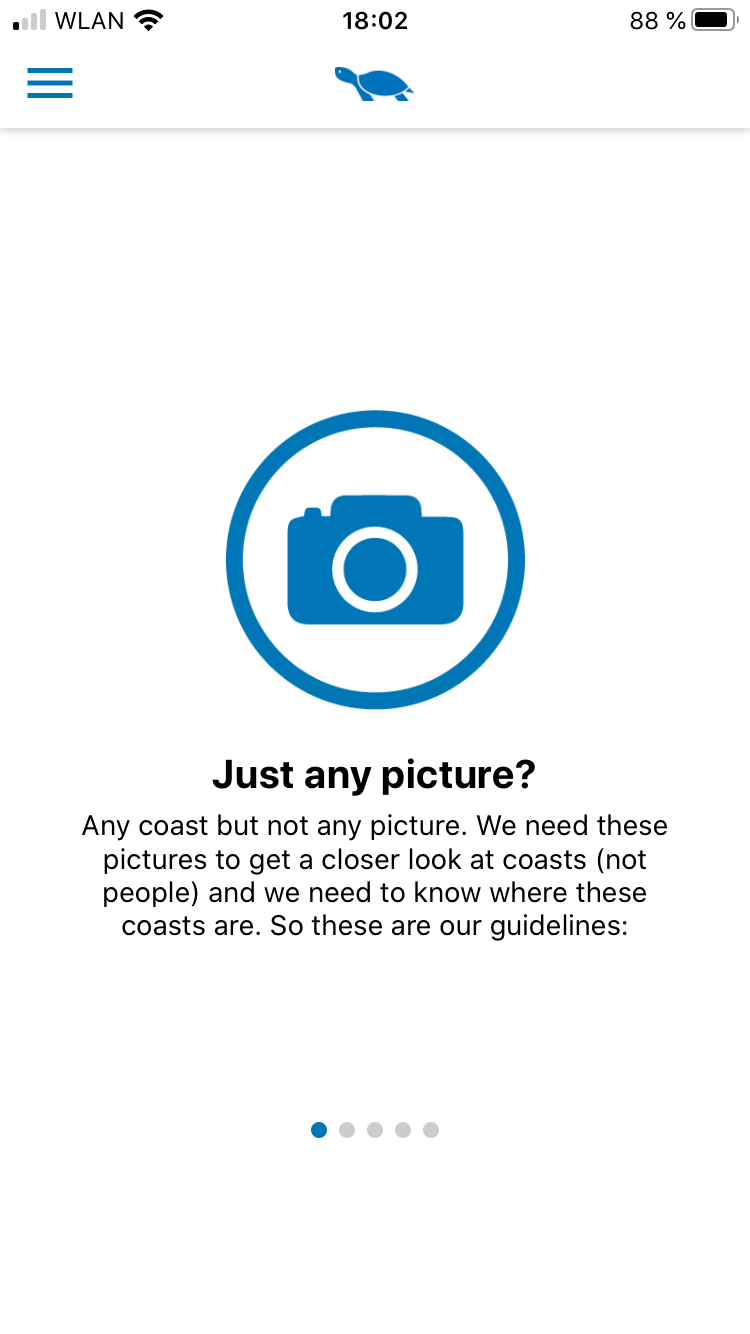 WLAN 18:02 88 %
Just any picture?
Any coast but not any picture. We need these
pictures to get a closer look at coasts (not
people) and we need to know where these
coasts are. So these are our guidelines: